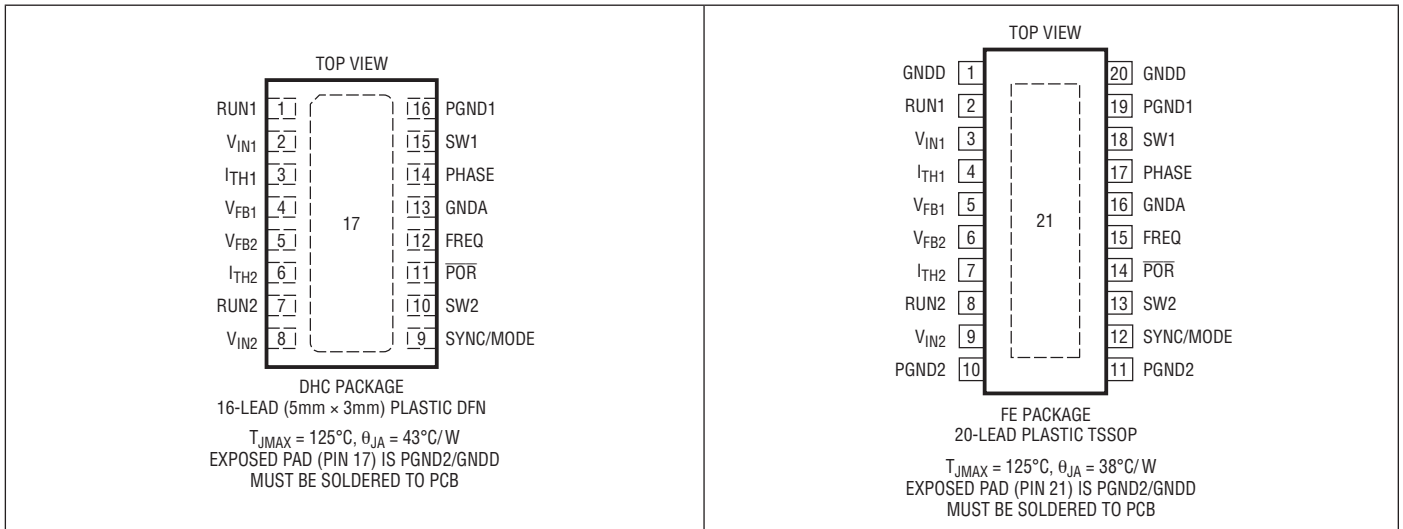 TOP VIEW
RUN1 1
VIN1 2
ITH1 3
VFB1 4
VFB2 5
ITH2 6
RUN2 7
VIN2 8
17
16 PGND1
15 SW1
14 PHASE
13 GNDA
12 FREQ
11 P̅O̅R̅
10 SW2
9 SYNC/MODE
DHC PACKAGE
16-LEAD (5mm × 3mm) PLASTIC DFN
TJMAX = 125°C, θJA = 43°C/ W
EXPOSED PAD (PIN 17) IS PGND2/GNDD
MUST BE SOLDERED TO PCB
TOP VIEW
GNDD 1
RUN1 2
VIN1 3
ITH1 4
VFB1 5
VFB2 6
ITH2 7
RUN2 8
VIN2 9
PGND2 10
21
20 GNDD
19 PGND1
18 SW1
17 PHASE
16 GNDA
15 FREQ
14 P̅O̅R̅
13 SW2
12 SYNC/MODE
11 PGND2
FE PACKAGE
20-LEAD PLASTIC TSSOP
TJMAX = 125°C, θJA = 38°C/ W
EXPOSED PAD (PIN 21) IS PGND2/GNDD
MUST BE SOLDERED TO PCB